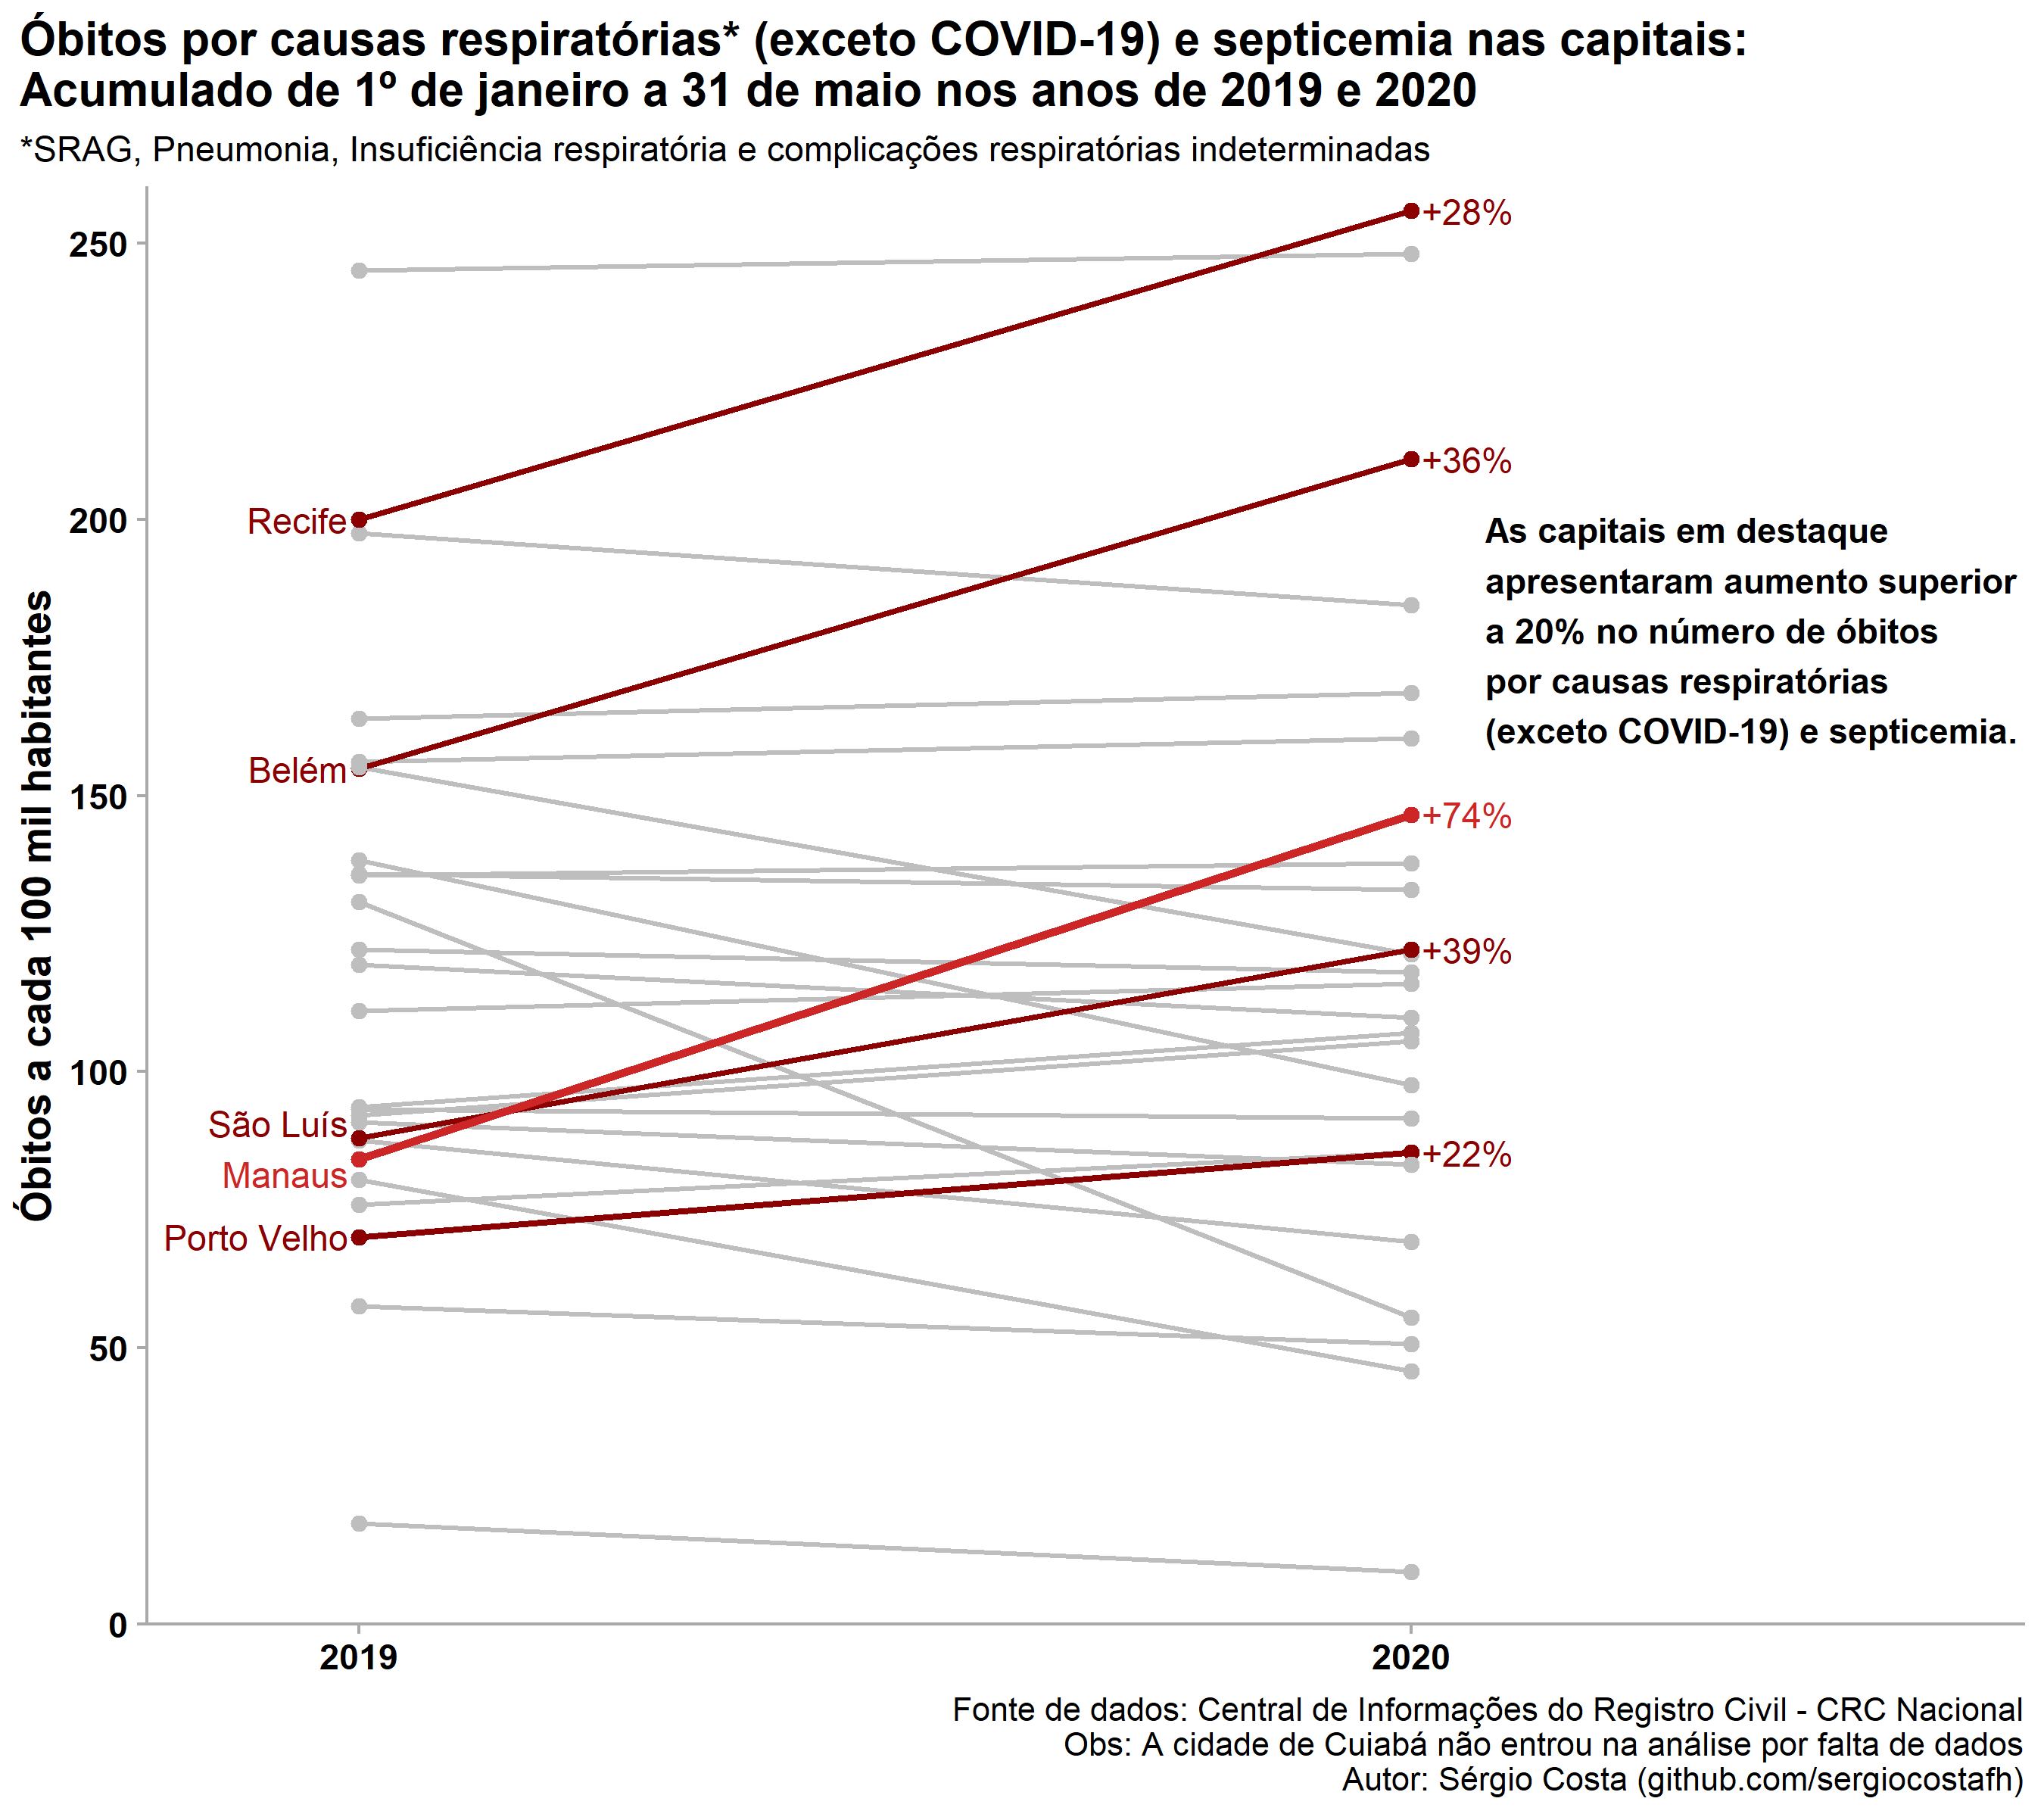 Óbitos por causas respiratórias* (exceto COVID-19) e septicemia nas capitais:
Acumulado de 1º de janeiro a 31 de maio nos anos de 2019 e 2020
*SRAG, Pneumonia, Insuficiência respiratória e complicações respiratórias indeterminadas
Óbitos a cada 100 mil habitantes
250
200
150
100
50
0
Recife
Belém
São Luís
Manaus
Porto Velho
+28%
+36%
+74%
+39%
+22%
As capitais em destaque
apresentaram aumento superior
a 20% no número de óbitos
por causas respiratórias
(exceto COVID-19) e septicemia.
2019
2020
Fonte de dados: Central de Informações do Registro Civil - CRC Nacional
Obs: A cidade de Cuiabá não entrou na análise por falta de dados
Autor: Sérgio Costa (github.com/sergiocostafh)